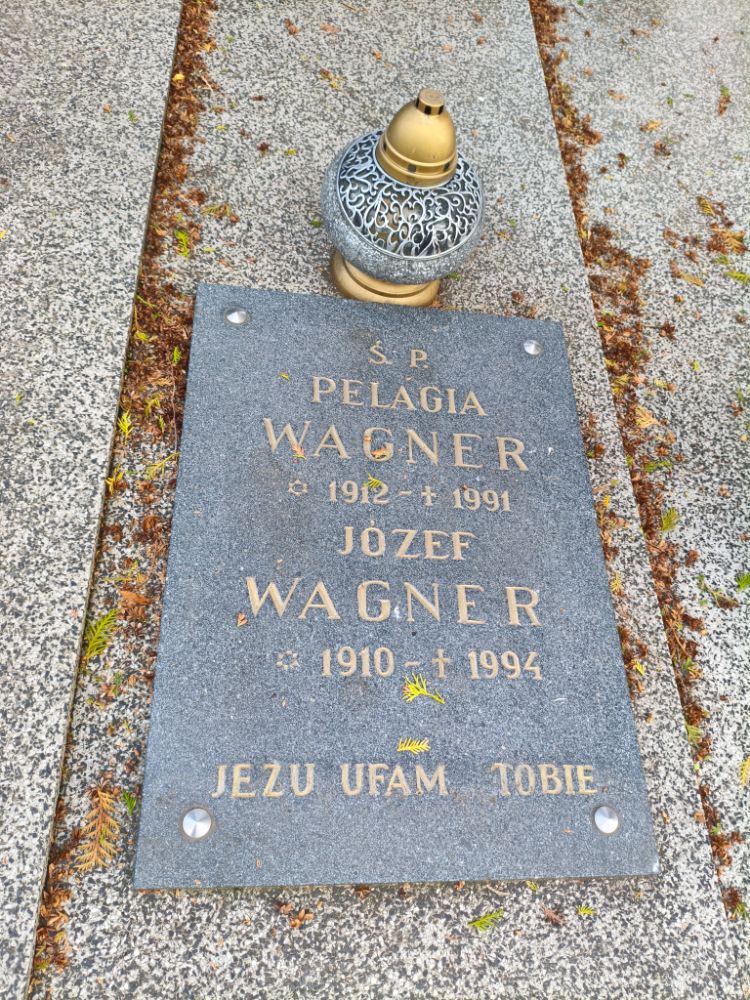 Ś. P.
PELAGIA
WAGNER
✡ 1912 - ✝ 1991
JÓZEF
WAGNER
✡ 1910 - ✝ 1994
JEZU UFAM TOBIE